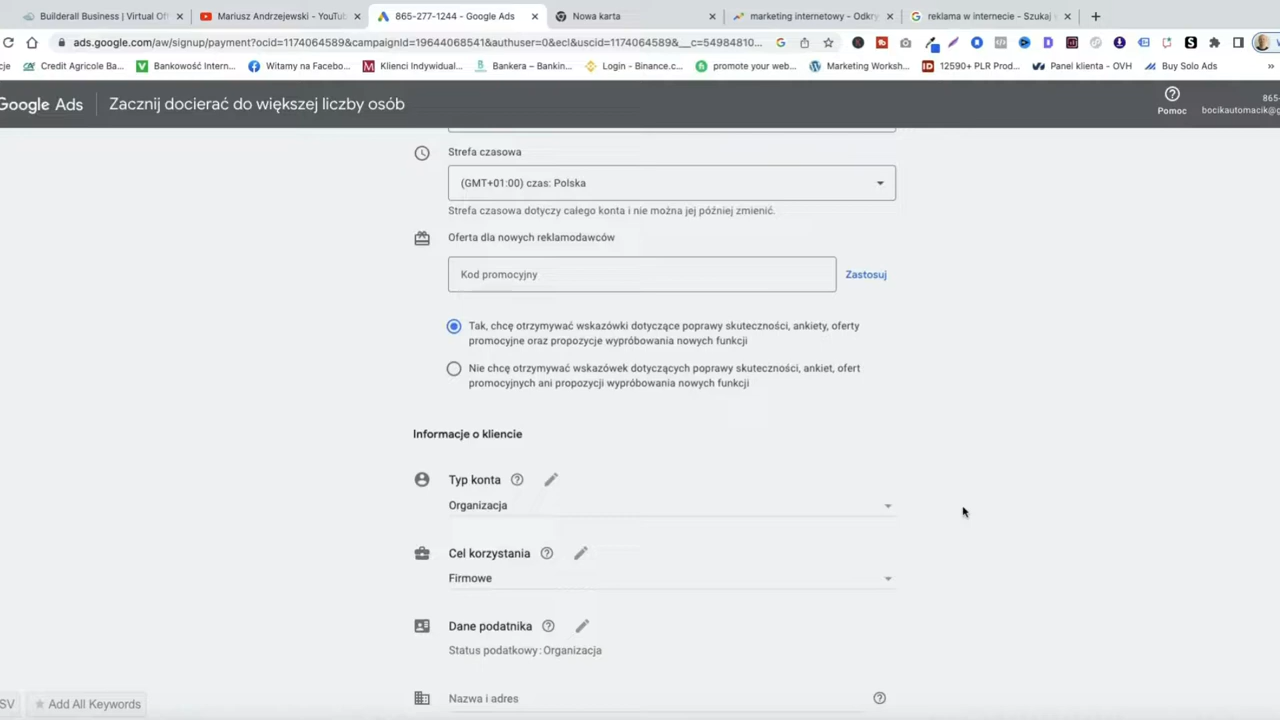 Builderall Business | Virtual Of
Mariusz Andrzejewski - YouTu
865-277-1244 - Google Ads
Nowa karta
marketing internetowy - Odkry
reklama w internecie - Szukaj
ads.google.com/aw/signup/payment?ocid=1174064589&campaignId=19644068541&authuser=0&ecl&uscid=1174064589&__c=54984810...
cje
Credit Agricole Ba...
Bankowość Intern...
Witamy na Facebo...
Klienci Indywidual...
Bankera – Bankin...
Login - Binance.c...
promote your web...
Marketing Worksh...
12590+ PLR Prod...
Panel klienta - OVH
Buy Solo Ads
»
Google Ads
Zacznij docierać do większej liczby osób
Pomoc
865-
bocikautomacik@g
Strefa czasowa
(GMT+01:00) czas: Polska
Strefa czasowa dotyczy całego konta i nie można jej później zmienić.
Oferta dla nowych reklamodawców
Kod promocyjny
Zastosuj
Tak, chcę otrzymywać wskazówki dotyczące poprawy skuteczności, ankiety, oferty
promocyjne oraz propozycje wypróbowania nowych funkcji
Nie chcę otrzymywać wskazówek dotyczących poprawy skuteczności, ankiet, ofert
promocyjnych ani propozycji wypróbowania nowych funkcji
Informacje o kliencie
Typ konta
Organizacja
Cel korzystania
Firmowe
Dane podatnika
Status podatkowy: Organizacja
Nazwa i adres
SV
Add All Keywords